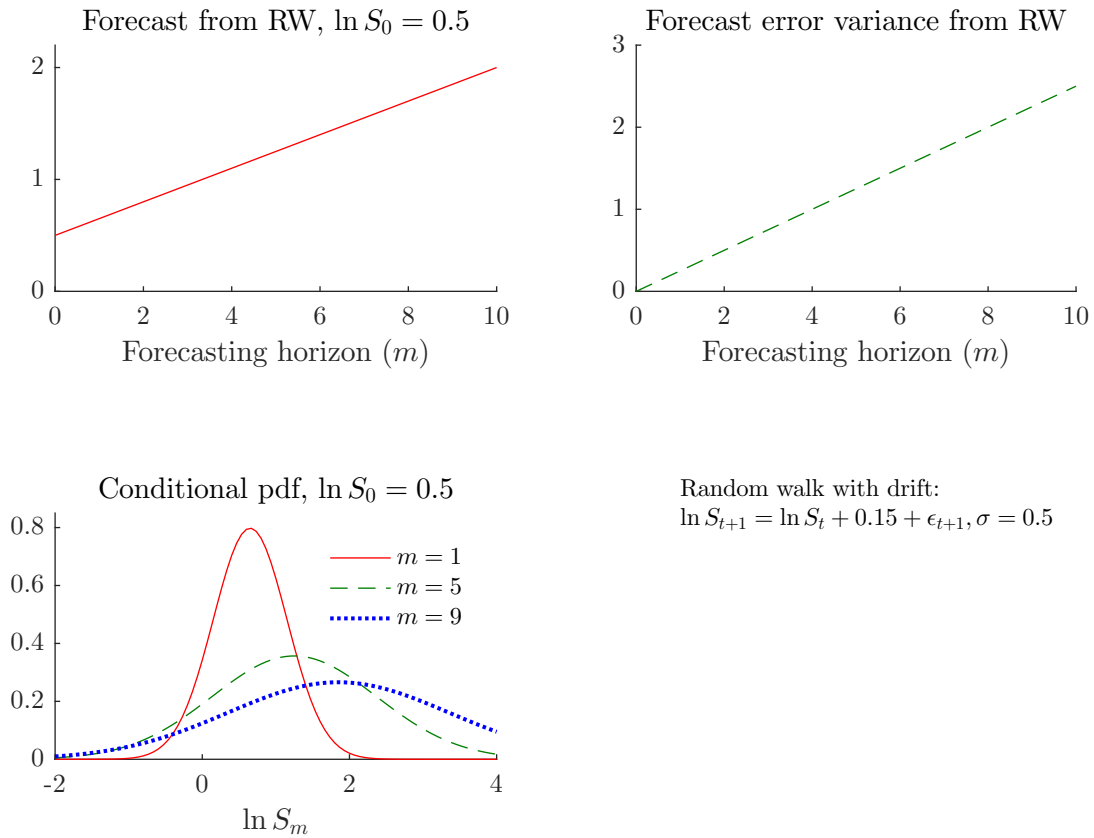 Forecast from RW, ln S₀ = 0.5
2
1
0
0 2 4 6 8 10
Forecasting horizon (m)
Forecast error variance from RW
3
2
1
0
0 2 4 6 8 10
Forecasting horizon (m)
Conditional pdf, ln S₀ = 0.5
0.8
0.6
0.4
0.2
0
-2 0 2 4
ln Sₘ
m = 1
m = 5
m = 9
Random walk with drift:
ln Sₜ₊₁ = ln Sₜ + 0.15 + ϵₜ₊₁, σ = 0.5